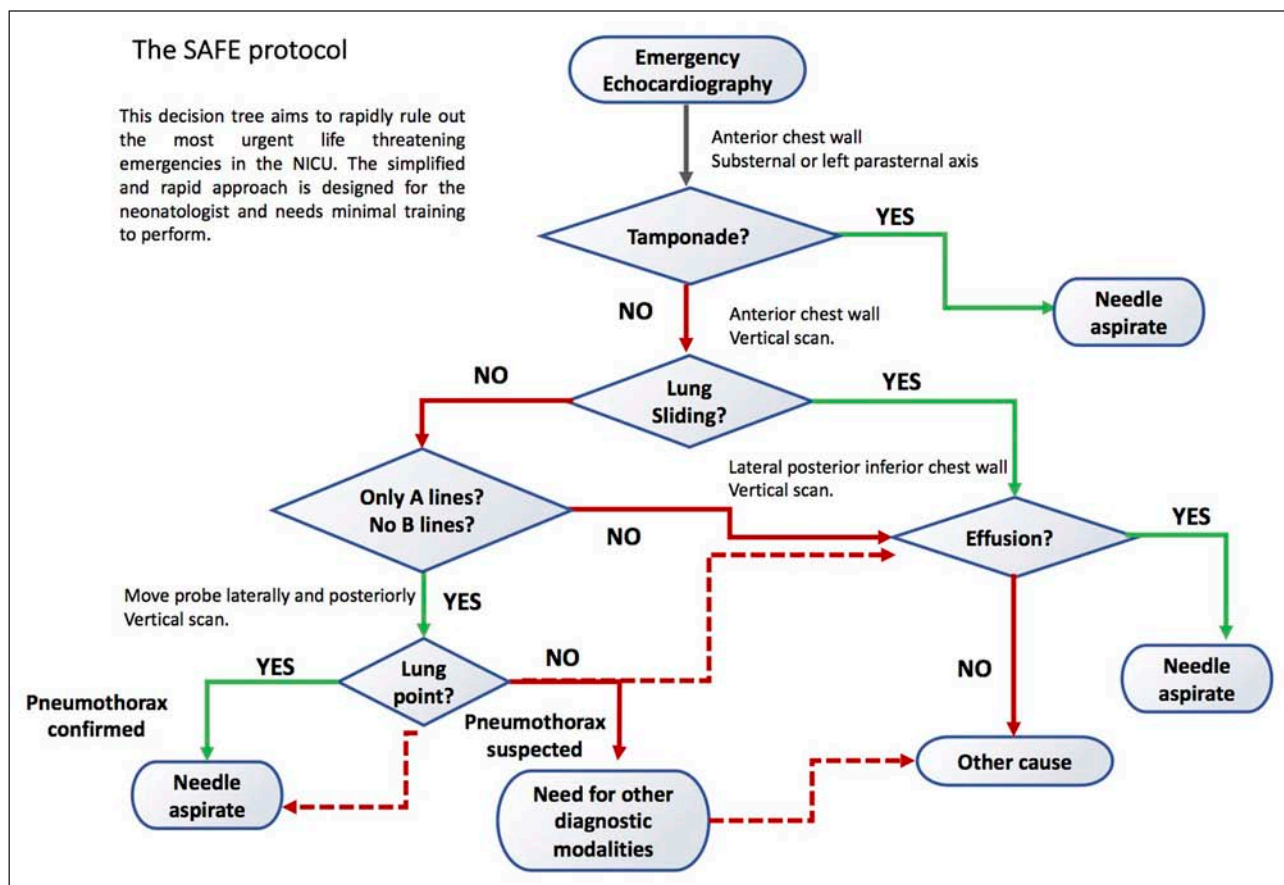 The SAFE protocol
This decision tree aims to rapidly rule out
the most urgent life threatening
emergencies in the NICU. The simplified
and rapid approach is designed for the
neonatologist and needs minimal training
to perform.
Emergency
Echocardiography
Anterior chest wall
Substernal or left parasternal axis
Tamponade?
YES
Needle
aspirate
NO
Anterior chest wall
Vertical scan.
Lung
Sliding?
NO
YES
Lateral posterior inferior chest wall
Vertical scan.
Only A lines?
No B lines?
NO
Effusion?
YES
Needle
aspirate
NO
Other cause
Move probe laterally and posteriorly
Vertical scan.
YES
Lung
point?
YES
Pneumothorax
confirmed
Needle
aspirate
NO
Pneumothorax
suspected
Need for other
diagnostic
modalities